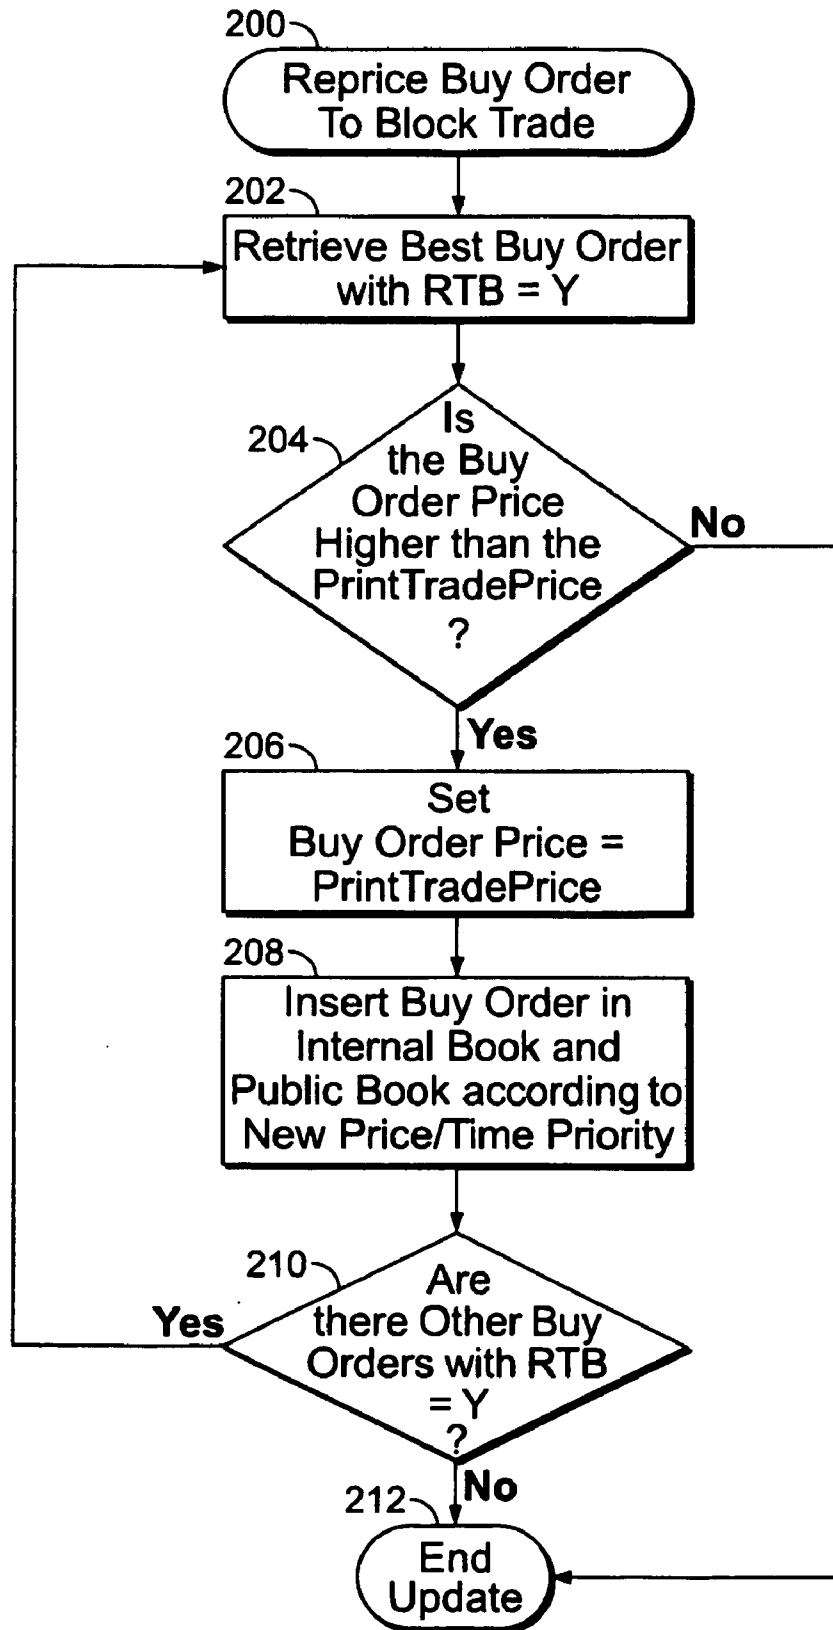 200
Reprice Buy Order
To Block Trade
202
Retrieve Best Buy Order
with RTB = Y
204
Is
the Buy
Order Price
Higher than the
PrintTradePrice
?
No
Yes
206
Set
Buy Order Price =
PrintTradePrice
208
Insert Buy Order in
Internal Book and
Public Book according to
New Price/Time Priority
210
Are
there Other Buy
Orders with RTB
= Y
?
Yes
No
212
End
Update